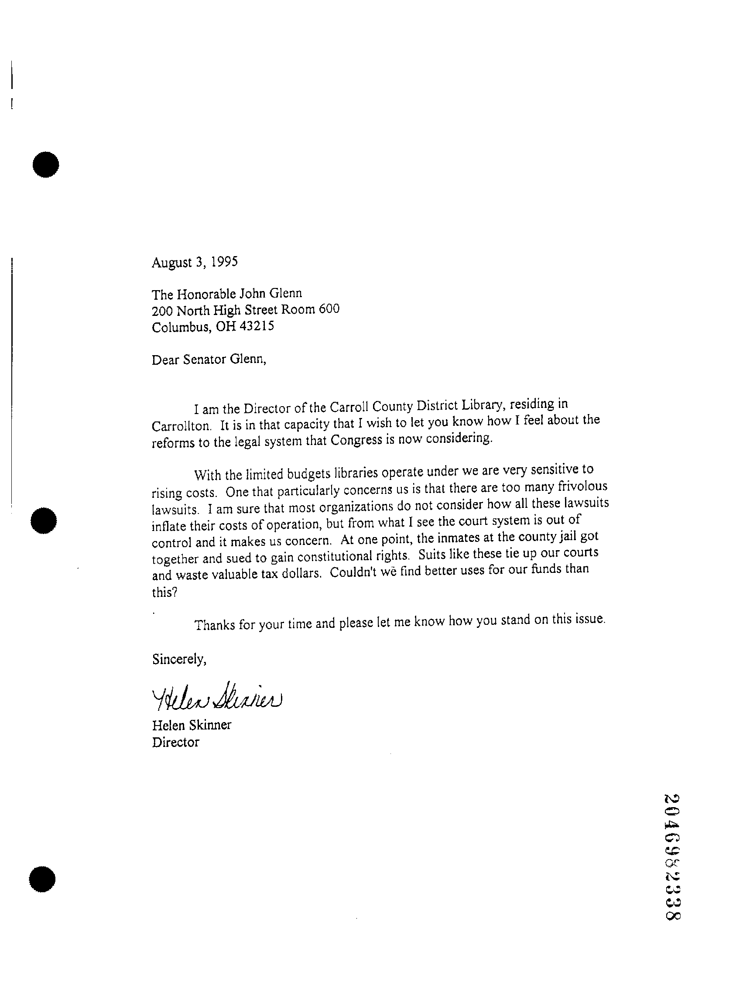 August 3, 1995
The Honorable John Glenn
200 North High Street Room 600
Columbus, OH 43215
Dear Senator Glenn,
I am the Director of the Carroll County District Library, residing in
Carrollton. It is in that capacity that I wish to let you know how I feel about the
reforms to the legal system that Congress is now considering.
With the limited budgets libraries operate under we are very sensitive to
rising costs. One that particularly concerns us is that there are too many frivolous
lawsuits. I am sure that most organizations do not consider how all these lawsuits
inflate their costs of operation, but from what I see the court system is out of
control and it makes us concern. At one point, the inmates at the county jail got
together and sued to gain constitutional rights. Suits like these tie up our courts
and waste valuable tax dollars. Couldn't we find better uses for our funds than
this?
Thanks for your time and please let me know how you stand on this issue.
Sincerely,
Helen Skinner
Helen Skinner
Director
2046982338